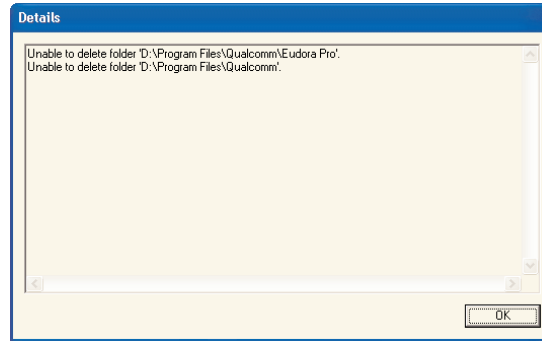 Details
Unable to delete folder 'D:\Program Files\Qualcomm\Eudora Pro'.
Unable to delete folder 'D:\Program Files\Qualcomm'.
OK